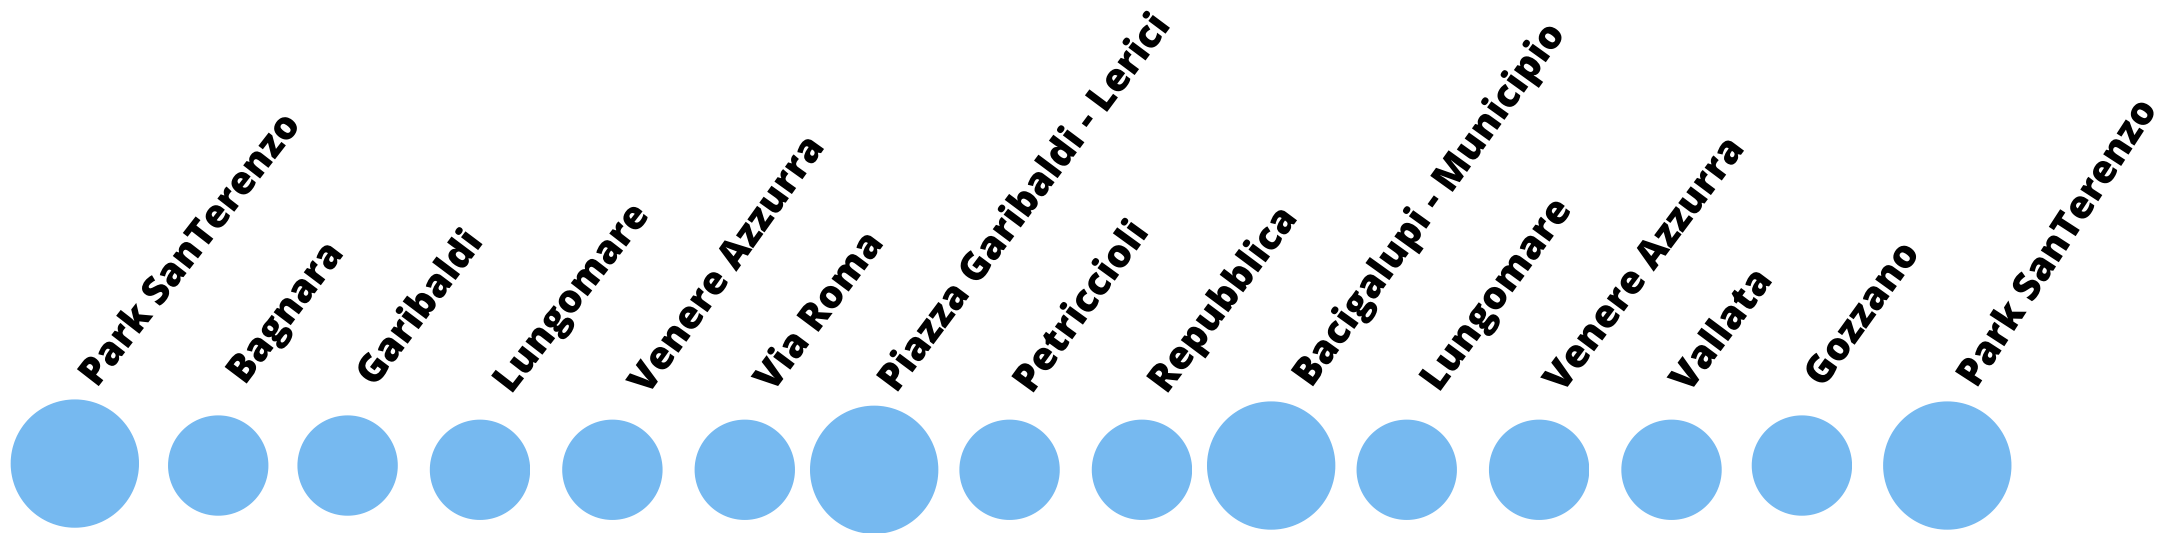 Park SanTerenzo
Bagnara
Garibaldi
Lungomare
Venere Azzurra
Via Roma
Piazza Garibaldi - Lerici
Petriccioli
Repubblica
Bacigalupi - Municipio
Lungomare
Venere Azzurra
Vallata
Gozzano
Park SanTerenzo